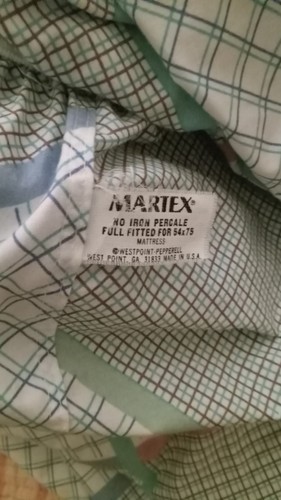 MARTEX®
NO IRON PERCALE
FULL FITTED FOR 54x75
MATTRESS
©WESTPOINT-PEPPERELL
WEST POINT, GA. 31833 MADE IN U.S.A.